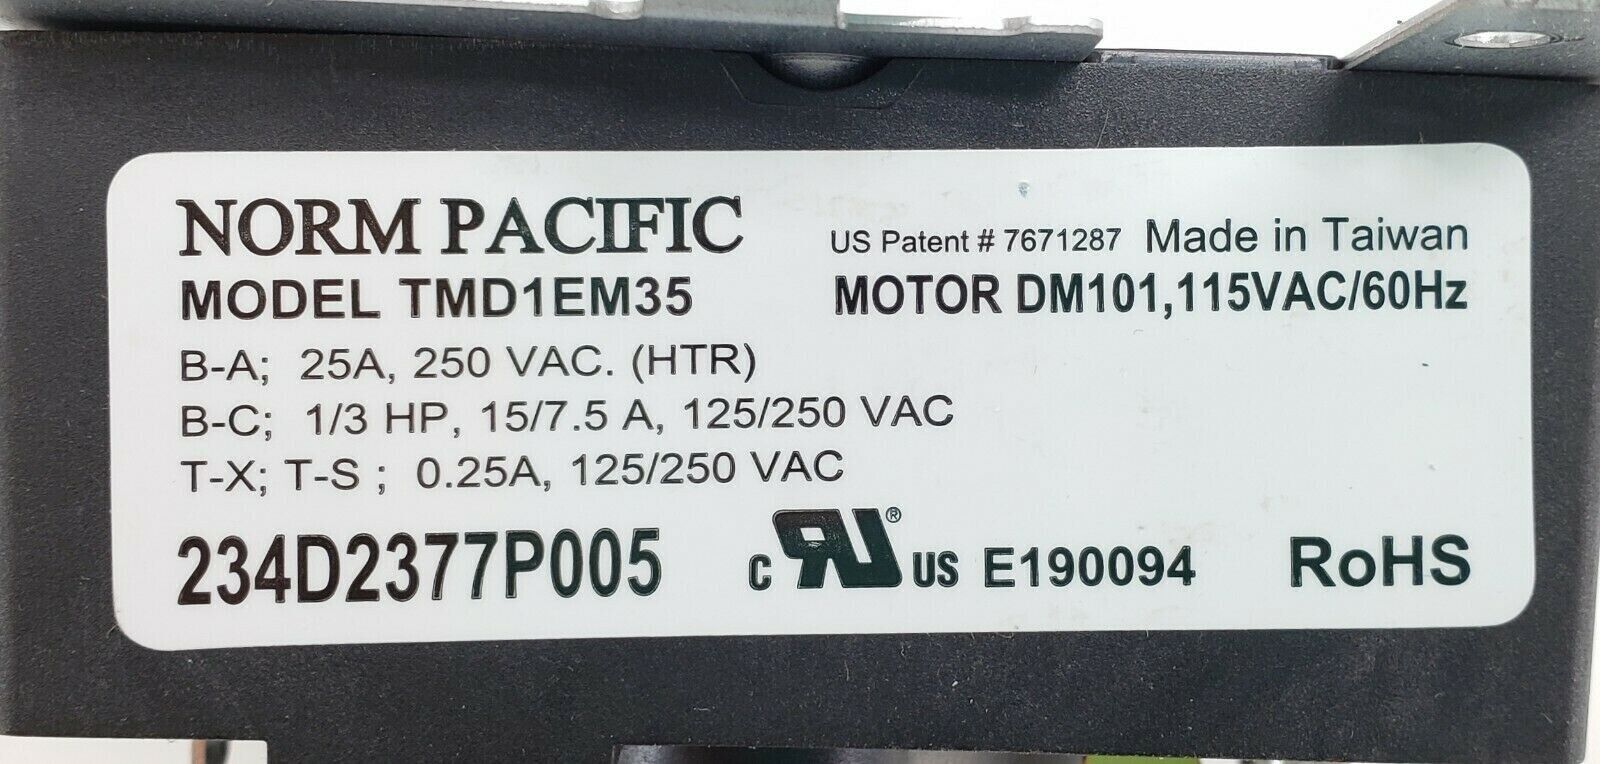 NORM PACIFIC
US Patent # 7671287 Made in Taiwan
MODEL TMD1EM35
MOTOR DM101,115VAC/60Hz
B-A; 25A, 250 VAC. (HTR)
B-C; 1/3 HP, 15/7.5 A, 125/250 VAC
T-X; T-S ; 0.25A, 125/250 VAC
234D2377P005
c RU® US E190094
RoHS